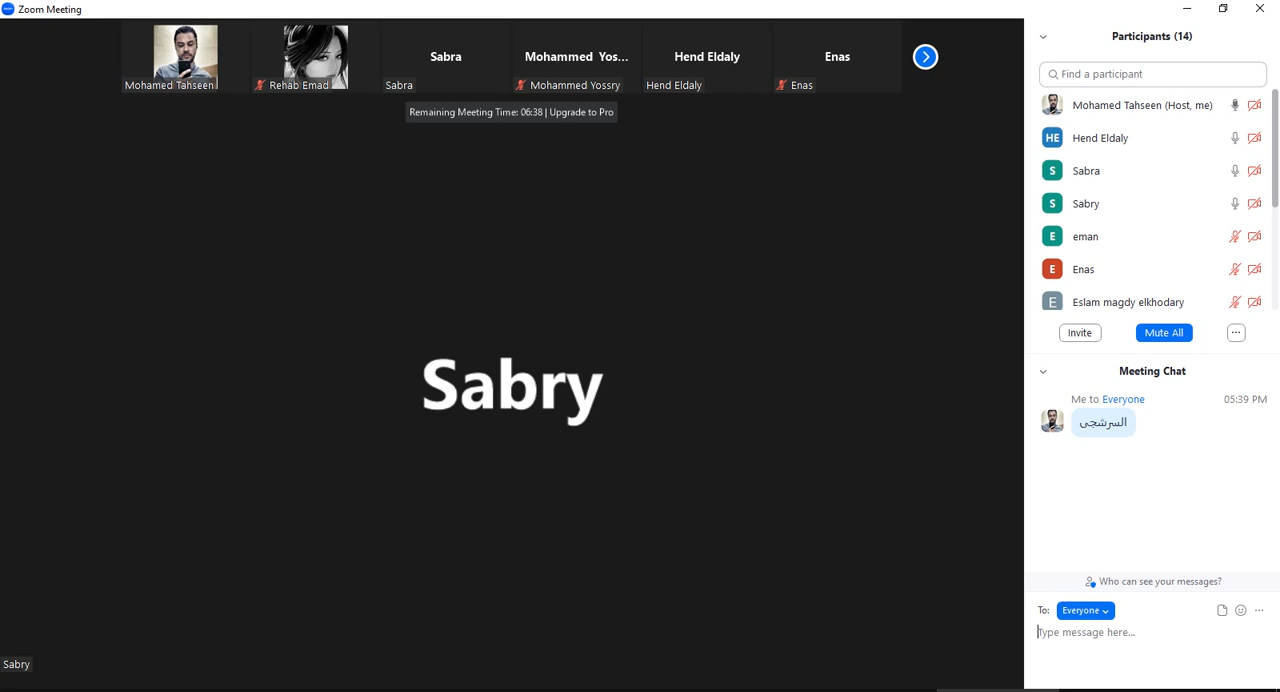 Zoom Meeting
Sabra
Mohammed Yos...
Hend Eldaly
Enas
Mohamed Tahseen
Rehab Emad
Sabra
Mohammed Yossry
Hend Eldaly
Enas
Remaining Meeting Time: 06:38 | Upgrade to Pro
Sabry
Sabry
Participants (14)
Find a participant
Mohamed Tahseen (Host, me)
HE Hend Eldaly
S Sabra
S Sabry
E eman
E Enas
E Eslam magdy elkhodary
Invite
Mute All
Meeting Chat
Me to Everyone 05:39 PM
السرشجى
Who can see your messages?
To: Everyone
Type message here...